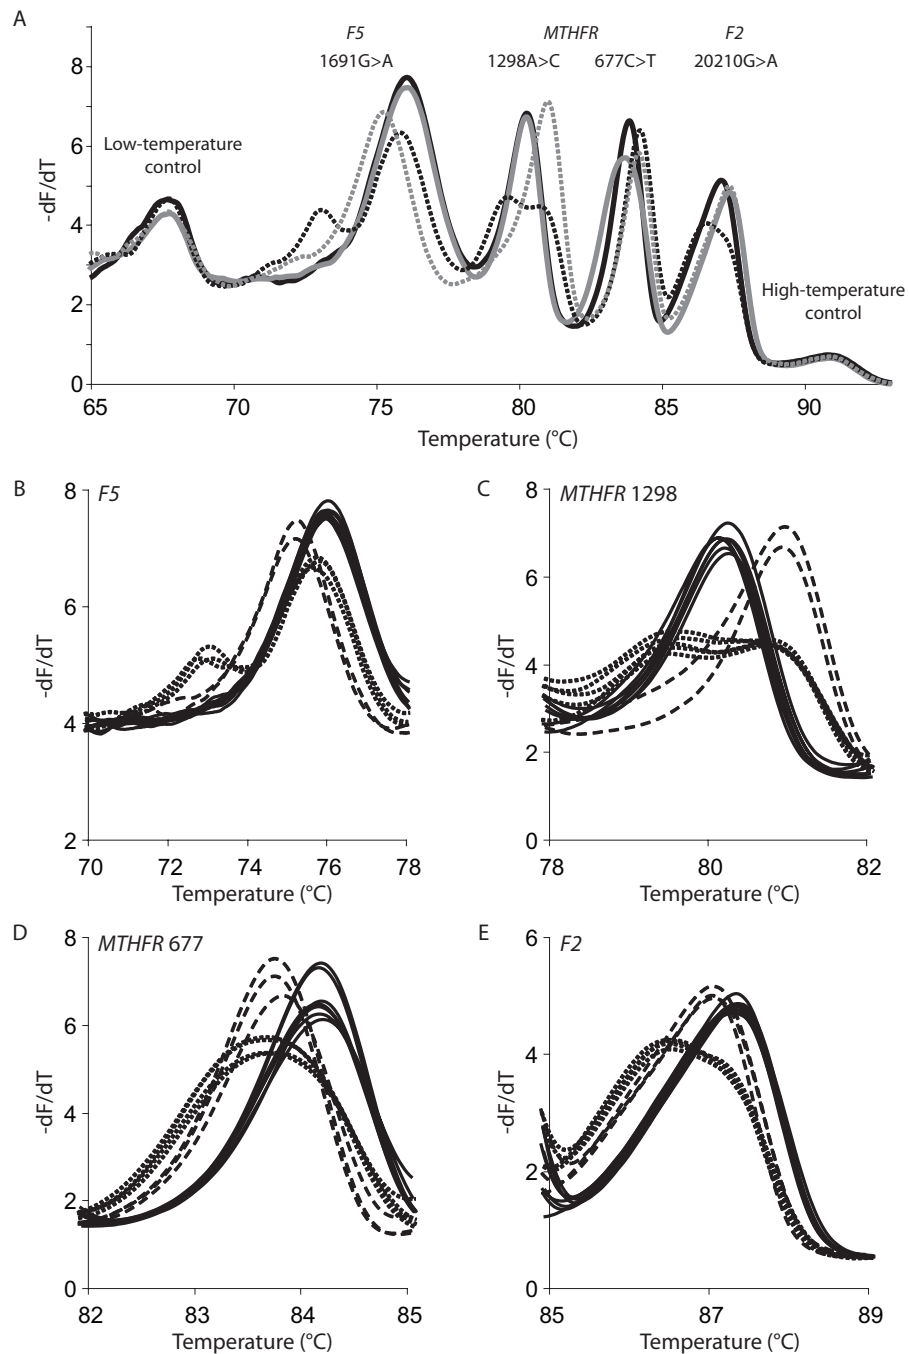 A
F5 MTHFR F2
1691G>A 1298A>C 677C>T 20210G>A
8
Low-temperature
control
6
-dF/dT
4
High-temperature
control
2
0
65 70 75 80 85 90
Temperature (°C)
B F5
8
6
-dF/dT
4
2
70 72 74 76 78
Temperature (°C)
C MTHFR 1298
8
6
-dF/dT
4
2
0
78 80 82
Temperature (°C)
D MTHFR 677
8
6
-dF/dT
4
2
0
82 83 84 85
Temperature (°C)
E F2
6
4
-dF/dT
2
0
85 87 89
Temperature (°C)